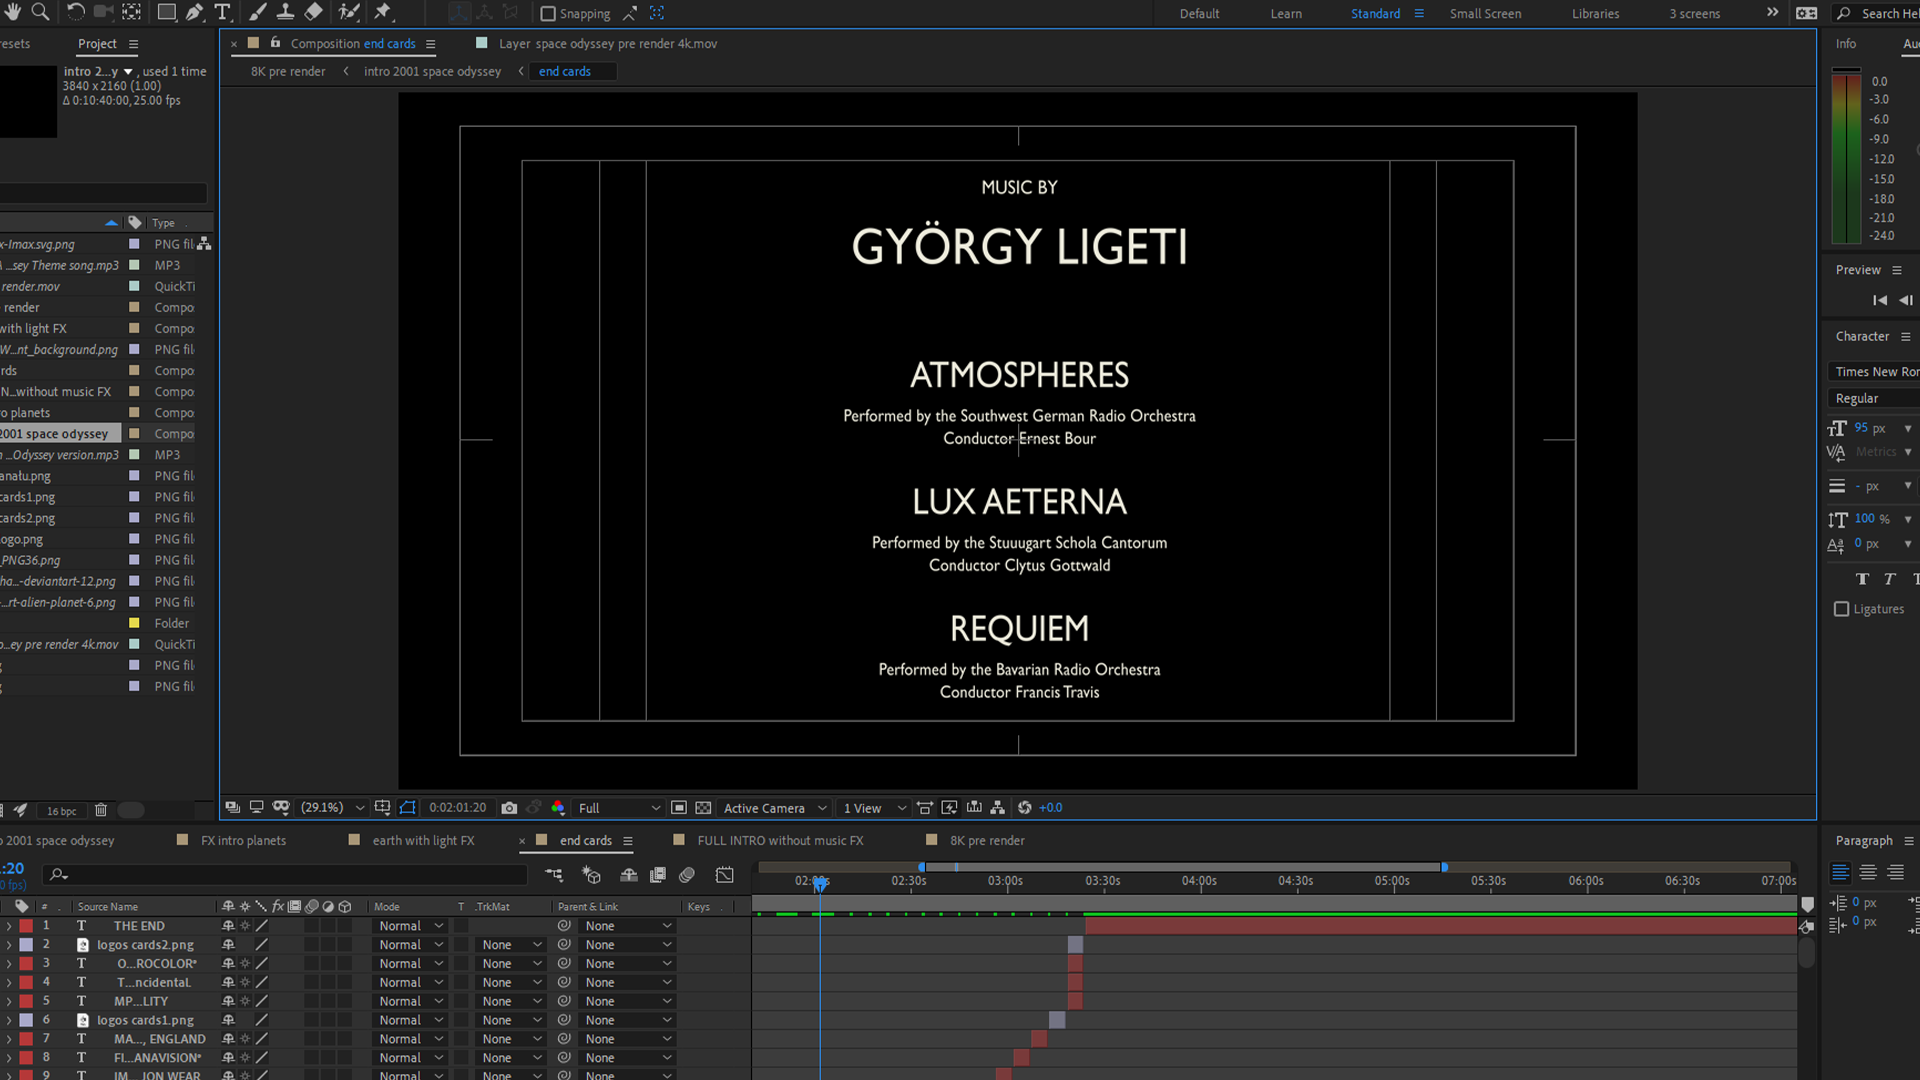 Snapping
Default
Learn
Standard
Small Screen
Libraries
3 screens
Search Hel
resets
Project
Composition end cards
Layer space odyssey pre render 4k.mov
Info
Au
intro 2...y , used 1 time
3840 x 2160 (1.00)
Δ 0:10:40:00, 25.00 fps
8K pre render
intro 2001 space odyssey
end cards
0.0
-3.0
-6.0
-9.0
-12.0
-15.0
-18.0
-21.0
-24.0
Type
x-Imax.svg.png PNG fil
...sey Theme song.mp3 MP3
render.mov QuickTi
render Compo
with light FX Compo
W...nt_background.png PNG fil
rds Compo
N...without music FX Compo
o planets Compo
2001 space odyssey Compo
...Odyssey version.mp3 MP3
anatu.png PNG fil
cards1.png PNG fil
cards2.png PNG fil
ogo.png PNG fil
_PNG36.png PNG fil
ha...-deviantart-12.png PNG fil
-...rt-alien-planet-6.png PNG fil
Folder
o...ey pre render 4k.mov QuickTi
PNG fil
PNG fil
16 bpc
MUSIC BY
GYÖRGY LIGETI
ATMOSPHERES
Performed by the Southwest German Radio Orchestra
Conductor Ernest Bour
LUX AETERNA
Performed by the Stuuugart Schola Cantorum
Conductor Clytus Gottwald
REQUIEM
Performed by the Bavarian Radio Orchestra
Conductor Francis Travis
(29.1%)
0:02:01:20
Full
Active Camera
1 View
+0.0
Preview
Character
Times New Ror
Regular
95 px
Metrics
- px
100 %
0 px
T T T
Ligatures
Paragraph
0 px
0 px
o 2001 space odyssey
FX intro planets
earth with light FX
end cards
FULL INTRO without music FX
8K pre render
:20
0 fps)
02:00s
02:30s
03:00s
03:30s
04:00s
04:30s
05:00s
05:30s
06:00s
06:30s
07:00s
# Source Name fx Mode T .TrkMat Parent & Link Keys
1 T THE END Normal None
2 logos cards2.png Normal None None
3 T O...ROCOLOR* Normal None None
4 T T...ncidental. Normal None None
5 T MP...LITY Normal None None
6 logos cards1.png Normal None None
7 T MA..., ENGLAND Normal None None
8 T FI...ANAVISION* Normal None None
9 T IM...JON WEAR Normal None None